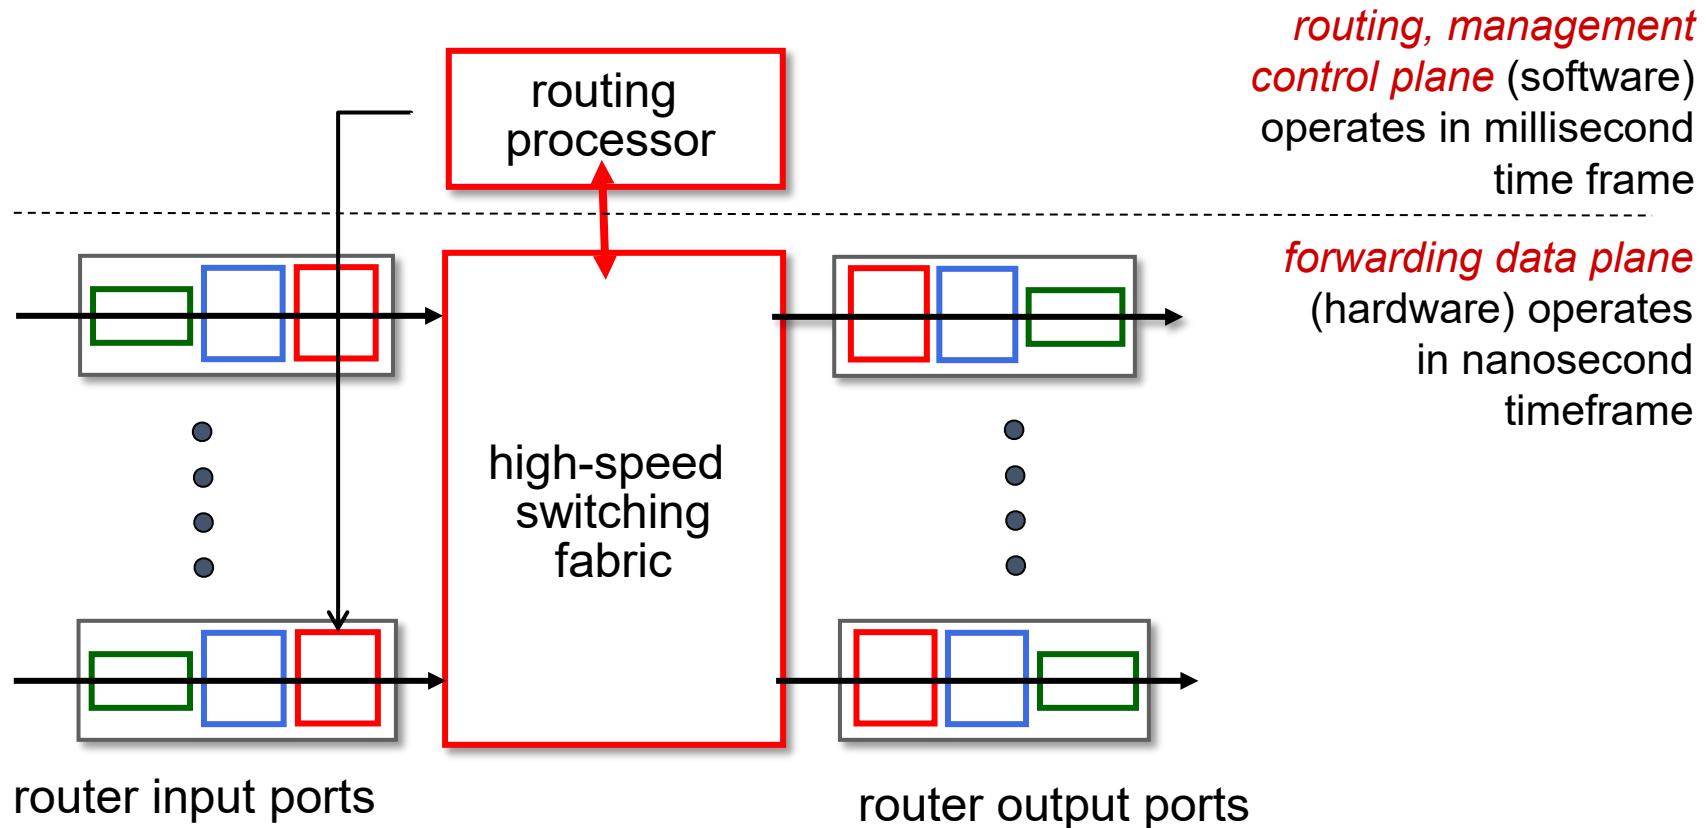 routing, management
control plane (software)
operates in millisecond
time frame
routing
processor
forwarding data plane
(hardware) operates
in nanosecond
timeframe
high-speed
switching
fabric
router input ports
router output ports